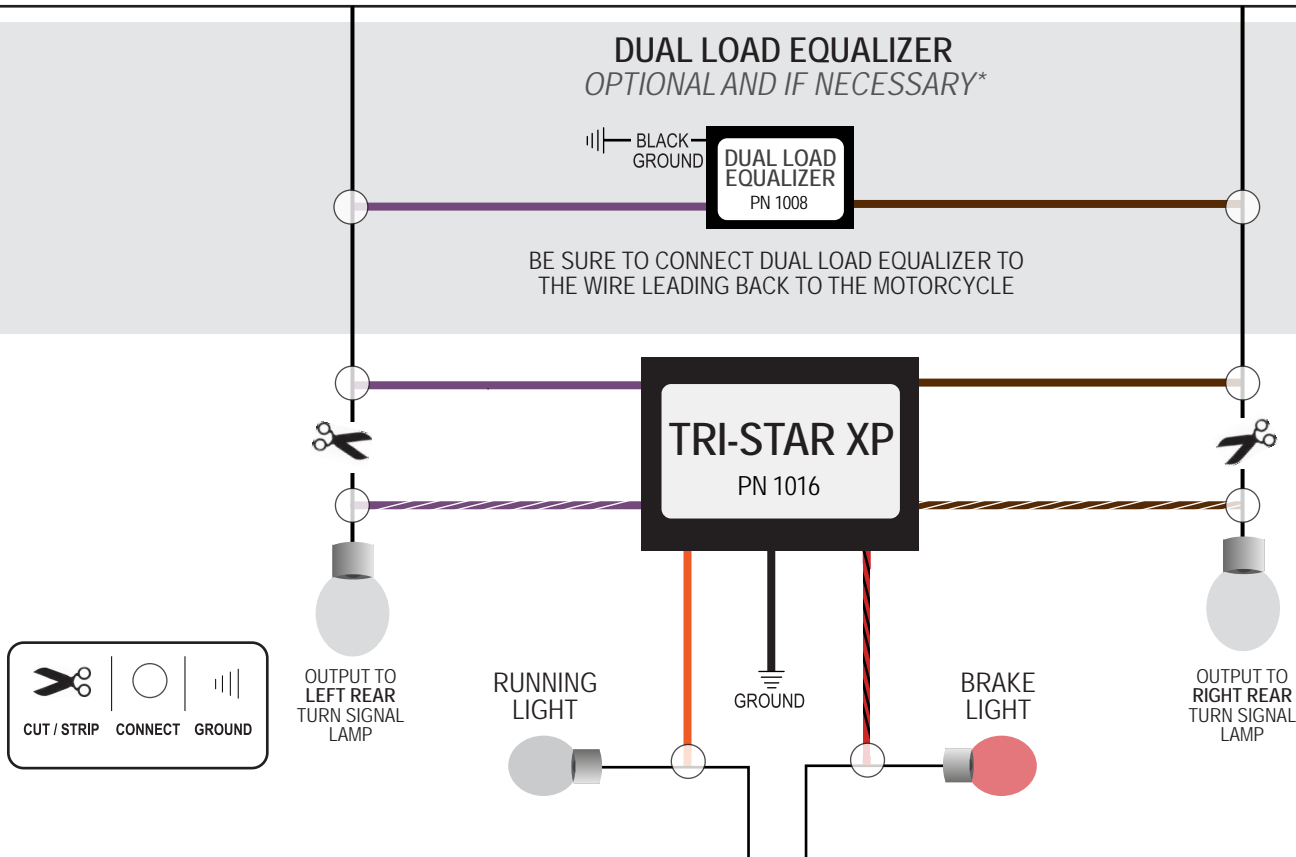 DUAL LOAD EQUALIZER
OPTIONAL AND IF NECESSARY*
BLACK
GROUND
DUAL LOAD
EQUALIZER
PN 1008
BE SURE TO CONNECT DUAL LOAD EQUALIZER TO
THE WIRE LEADING BACK TO THE MOTORCYCLE
TRI-STAR XP
PN 1016
OUTPUT TO
LEFT REAR
TURN SIGNAL
LAMP
RUNNING
LIGHT
GROUND
BRAKE
LIGHT
OUTPUT TO
RIGHT REAR
TURN SIGNAL
LAMP
CUT / STRIP
CONNECT
GROUND